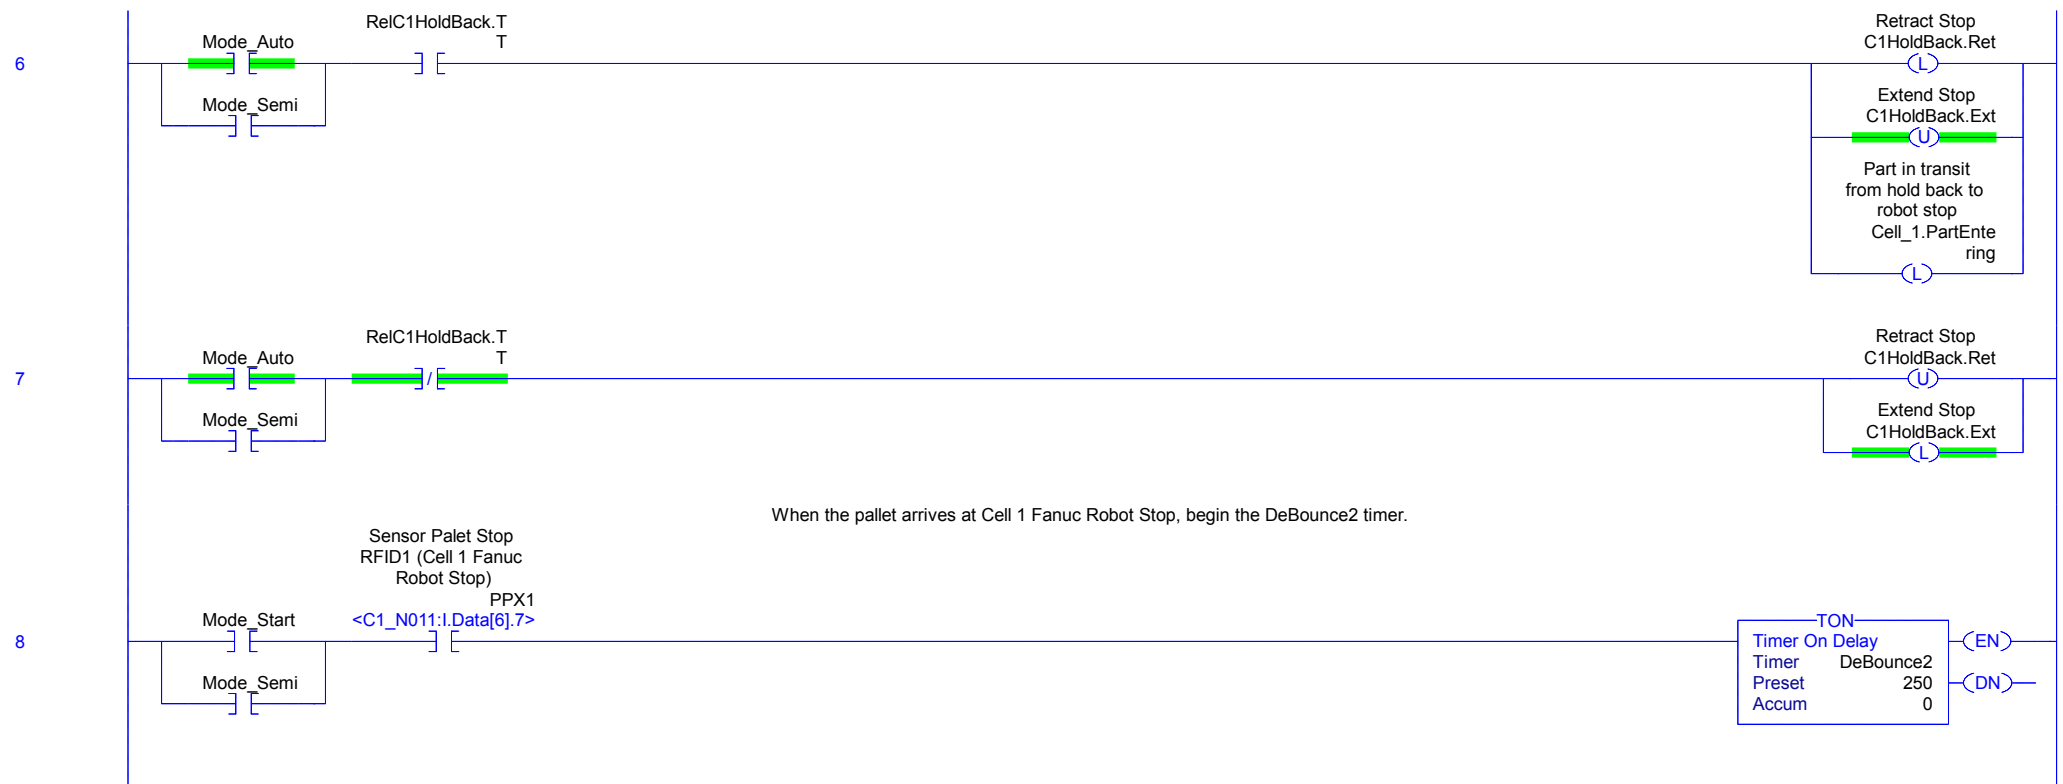 6
Mode_Auto
RelC1HoldBack.T
T
Mode_Semi
Retract Stop
C1HoldBack.Ret
L
Extend Stop
C1HoldBack.Ext
U
Part in transit
from hold back to
robot stop
Cell_1.PartEnte
ring
L
7
Mode_Auto
RelC1HoldBack.T
T
/
Mode_Semi
Retract Stop
C1HoldBack.Ret
U
Extend Stop
C1HoldBack.Ext
L
When the pallet arrives at Cell 1 Fanuc Robot Stop, begin the DeBounce2 timer.
8
Mode_Start
Sensor Palet Stop
RFID1 (Cell 1 Fanuc
Robot Stop)
PPX1
<C1_N011:I.Data[6].7>
Mode_Semi
TON
Timer On Delay
Timer DeBounce2
Preset 250
Accum 0
EN
DN